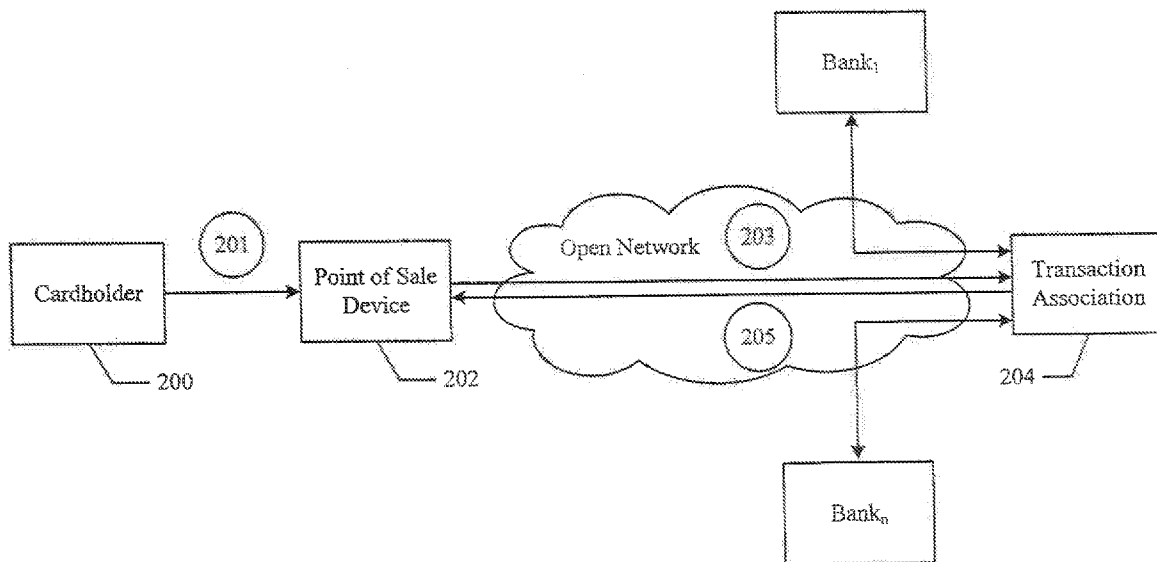 Bank₁
201
Open Network
203
Cardholder
Point of Sale
Device
Transaction
Association
205
200
202
204
Bankₙ